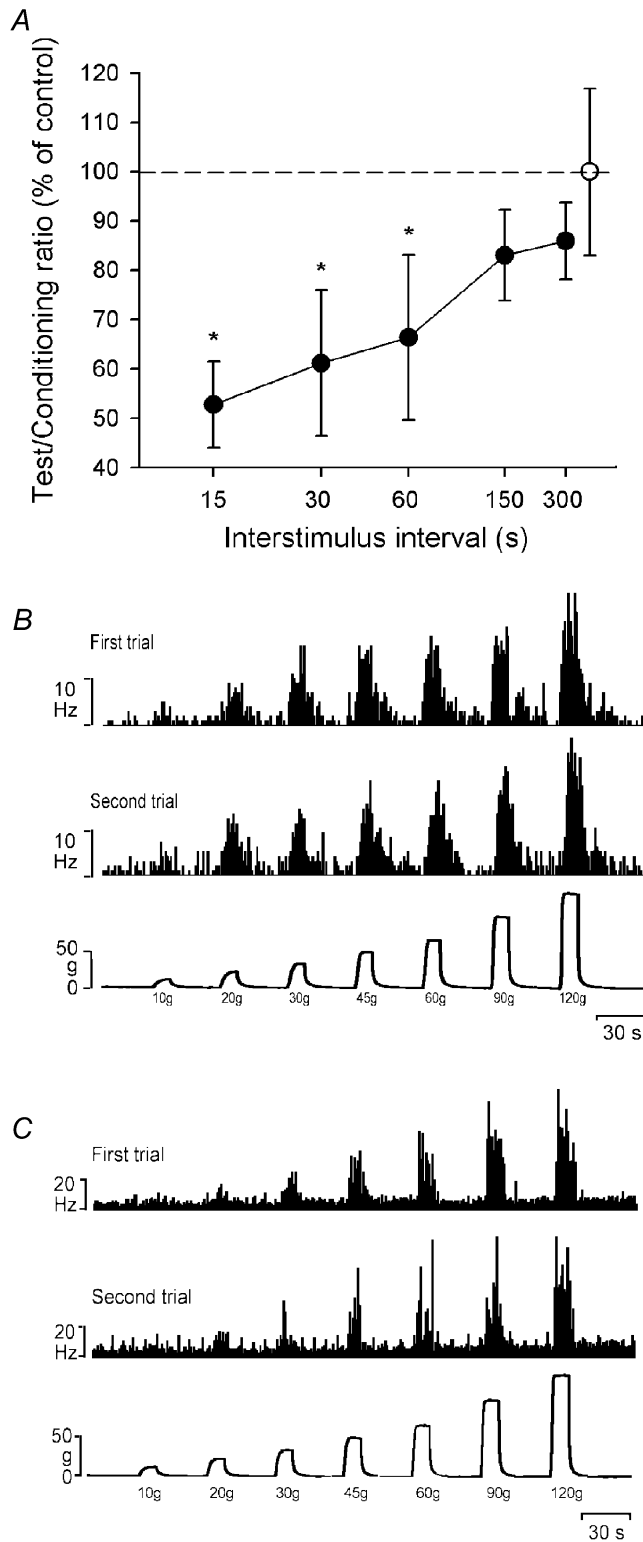 A
Test/Conditioning ratio (% of control)
120
110
100
90
80
70
60
50
40
*
*
*
15 30 60 150 300
Interstimulus interval (s)
B
First trial
10
Hz
Second trial
10
Hz
50
g
0
10g 20g 30g 45g 60g 90g 120g
30 s
C
First trial
20
Hz
Second trial
20
Hz
50
g
0
10g 20g 30g 45g 60g 90g 120g
30 s